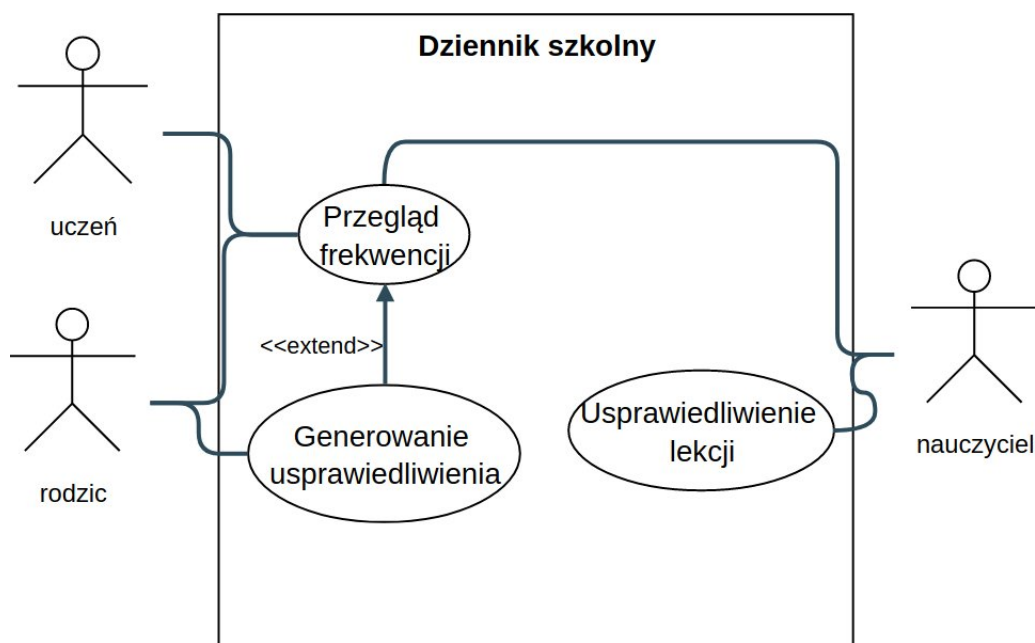 Dziennik szkolny
uczeń
Przegląd
frekwencji
<<extend>>
Generowanie
usprawiedliwienia
Usprawiedliwienie
lekcji
nauczyciel
rodzic